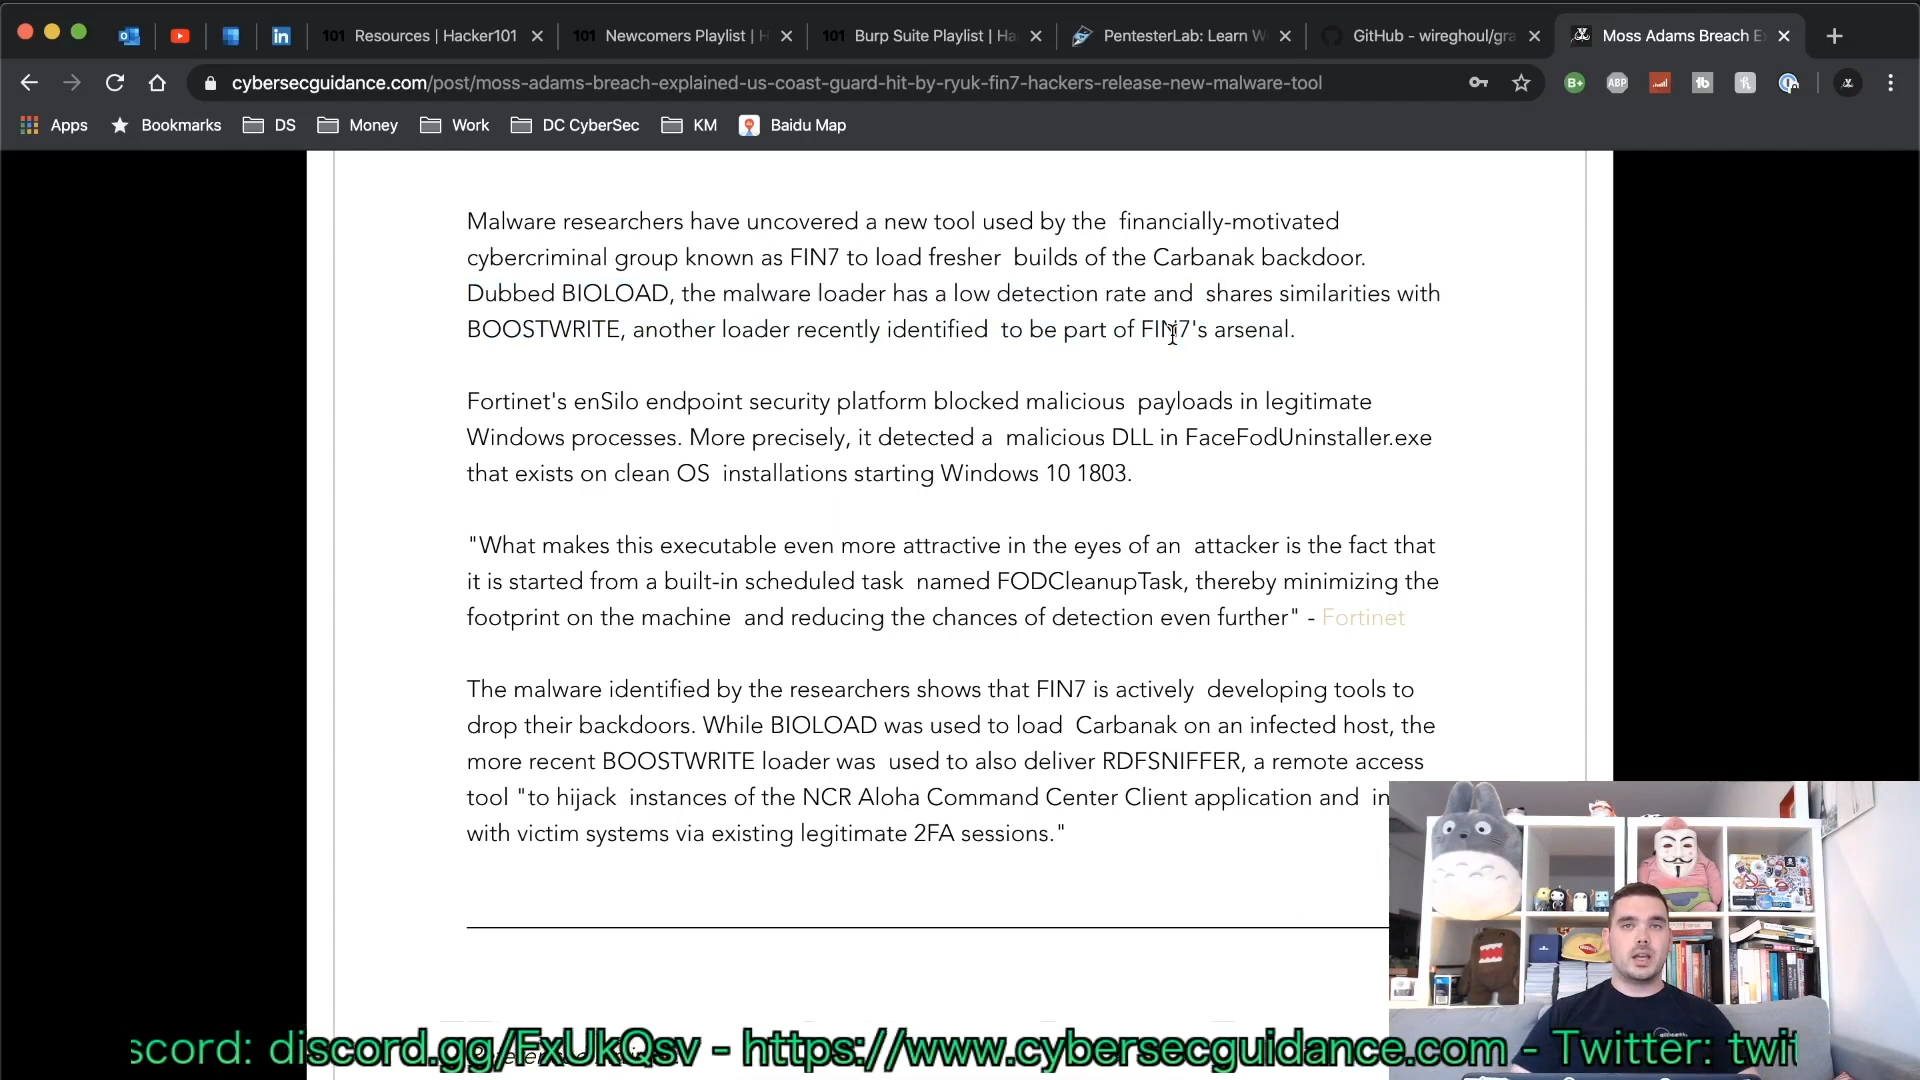 101 Resources | Hacker101
101 Newcomers Playlist | H
101 Burp Suite Playlist | Ha
PentesterLab: Learn W
GitHub - wireghoul/gra
Moss Adams Breach E
cybersecguidance.com/post/moss-adams-breach-explained-us-coast-guard-hit-by-ryuk-fin7-hackers-release-new-malware-tool
B+ ABP tb
Apps Bookmarks DS Money Work DC CyberSec KM Baidu Map
Malware researchers have uncovered a new tool used by the financially-motivated
cybercriminal group known as FIN7 to load fresher builds of the Carbanak backdoor.
Dubbed BIOLOAD, the malware loader has a low detection rate and shares similarities with
BOOSTWRITE, another loader recently identified to be part of FIN7's arsenal.
Fortinet's enSilo endpoint security platform blocked malicious payloads in legitimate
Windows processes. More precisely, it detected a malicious DLL in FaceFodUninstaller.exe
that exists on clean OS installations starting Windows 10 1803.
"What makes this executable even more attractive in the eyes of an attacker is the fact that
it is started from a built-in scheduled task named FODCleanupTask, thereby minimizing the
footprint on the machine and reducing the chances of detection even further" - Fortinet
The malware identified by the researchers shows that FIN7 is actively developing tools to
drop their backdoors. While BIOLOAD was used to load Carbanak on an infected host, the
more recent BOOSTWRITE loader was used to also deliver RDFSNIFFER, a remote access
tool "to hijack instances of the NCR Aloha Command Center Client application and in
with victim systems via existing legitimate 2FA sessions."
scord: discord.gg/FxUkQsv - https://www.cybersecguidance.com - Twitter: twit